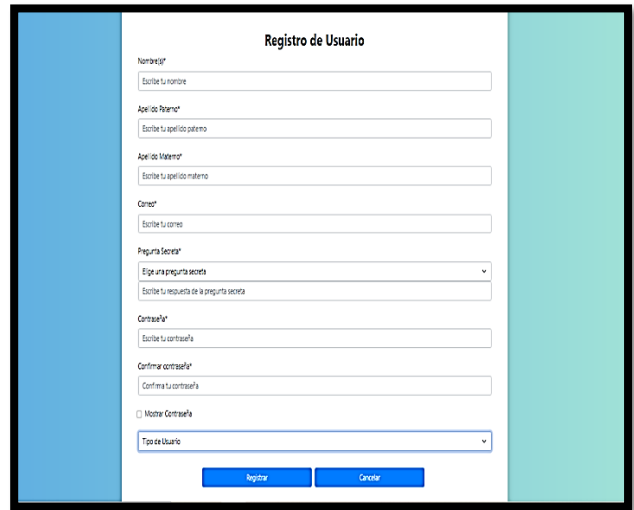 Registro de Usuario
Nombre(s)*
Escribe tu nombre
Apellido Paterno*
Escribe tu apellido paterno
Apellido Materno*
Escribe tu apellido materno
Correo*
Escribe tu correo
Pregunta Secreta*
Elige una pregunta secreta
Escribe tu respuesta de la pregunta secreta
Contraseña*
Escribe tu contraseña
Confirmar contraseña*
Confirma tu contraseña
Mostrar Contraseña
Tipo de Usuario
Registrar Cancelar